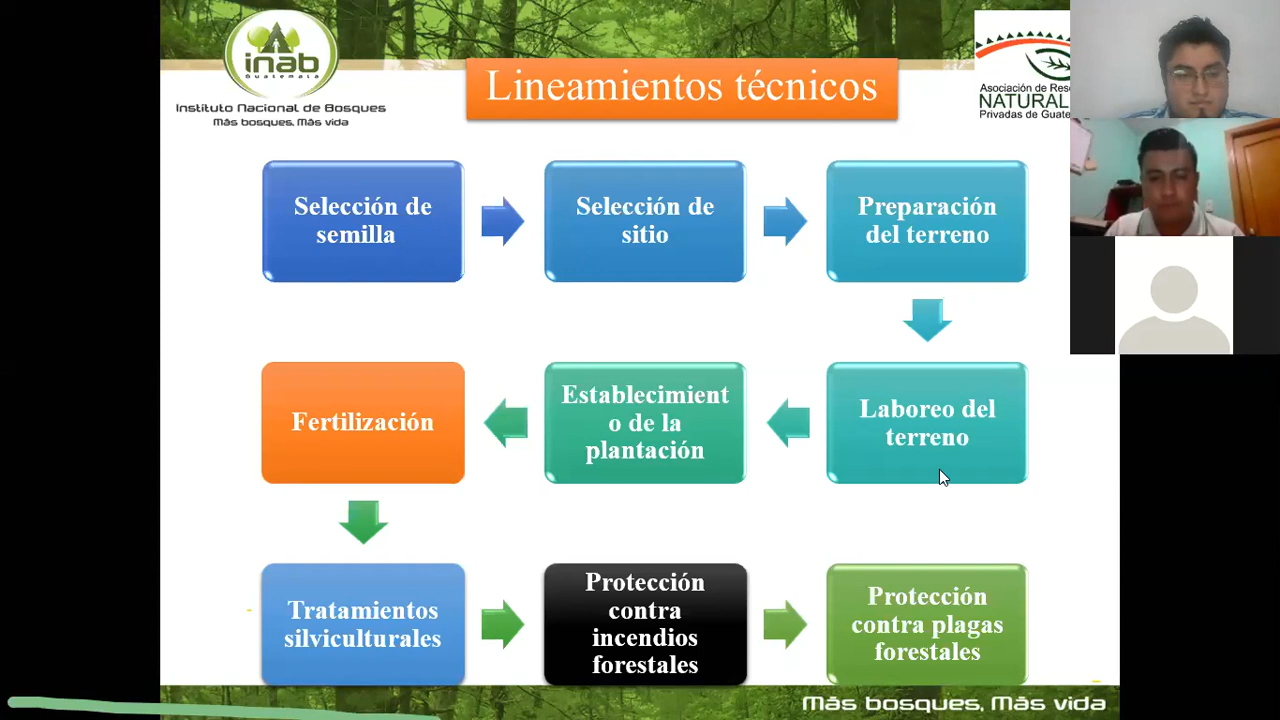 inab
Guatemala
Instituto Nacional de Bosques
Más bosques, Más vida
Lineamientos técnicos
Asociación de Rese
NATURAL
Privadas de Guate
Selección de
semilla
Selección de
sitio
Preparación
del terreno
Fertilización
Establecimient
o de la
plantación
Laboreo del
terreno
Tratamientos
silviculturales
Protección
contra
incendios
forestales
Protección
contra plagas
forestales
Más bosques, Más vida